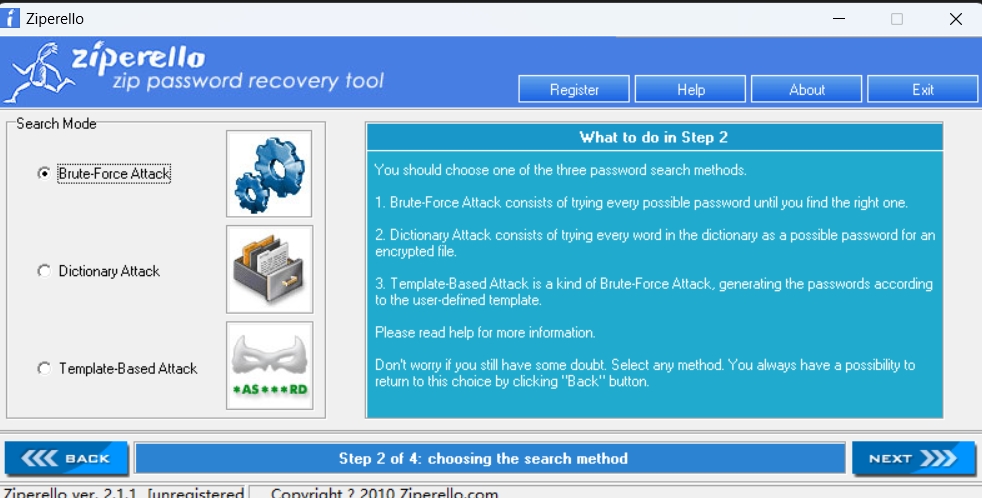 Ziperello
ziperello
zip password recovery tool
Register
Help
About
Exit
Search Mode
Brute-Force Attack
Dictionary Attack
Template-Based Attack
*AS***RD
What to do in Step 2
You should choose one of the three password search methods.
1. Brute-Force Attack consists of trying every possible password until you find the right one.
2. Dictionary Attack consists of trying every word in the dictionary as a possible password for an
encrypted file.
3. Template-Based Attack is a kind of Brute-Force Attack, generating the passwords according
to the user-defined template.
Please read help for more information.
Don't worry if you still have some doubt. Select any method. You always have a possibility to
return to this choice by clicking "Back" button.
BACK
Step 2 of 4: choosing the search method
NEXT
Ziperello ver. 2.1.1 [unregistered
Copyright ? 2010 Ziperello.com